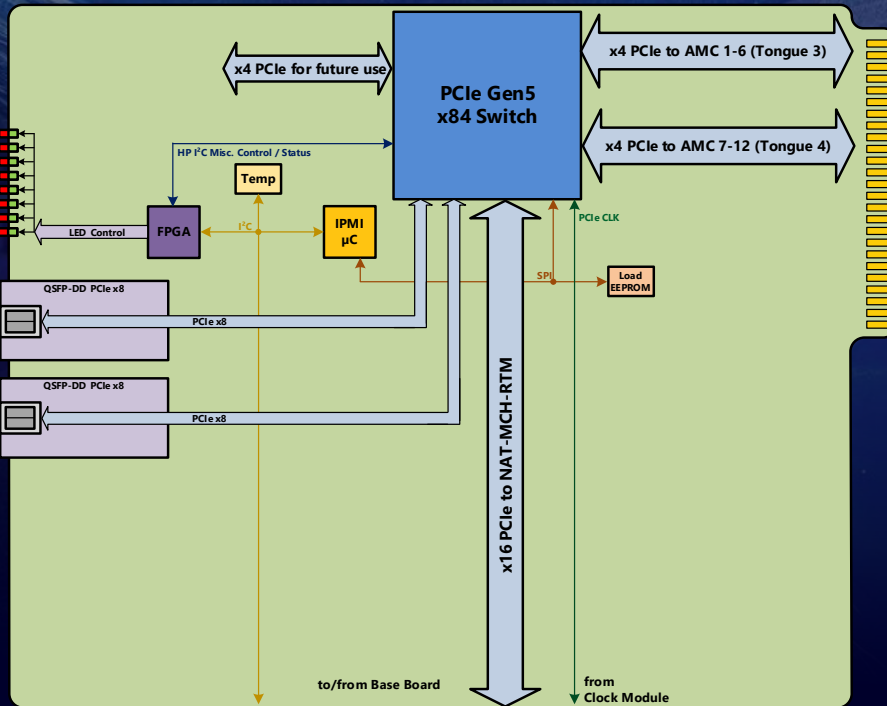 x4 PCIe for future use
PCIe Gen5
x84 Switch
x4 PCIe to AMC 1-6 (Tongue 3)
x4 PCIe to AMC 7-12 (Tongue 4)
HP I²C Misc. Control / Status
Temp
LED Control
FPGA
I²C
IPMI
µC
PCIe CLK
SPI
Load
EEPROM
QSFP-DD PCIe x8
PCIe x8
QSFP-DD PCIe x8
PCIe x8
x16 PCIe to NAT-MCH-RTM
to/from Base Board
from
Clock Module